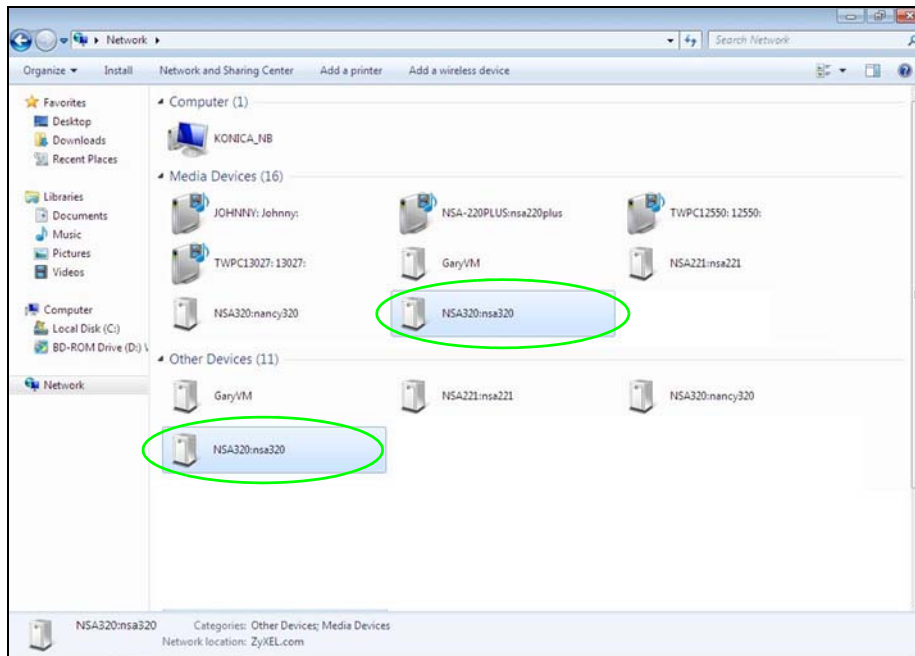 Network
Search Network
Organize Install Network and Sharing Center Add a printer Add a wireless device
Favorites
Desktop
Downloads
Recent Places
Libraries
Documents
Music
Pictures
Videos
Computer
Local Disk (C:)
BD-ROM Drive (D:) \
Network
Computer (1)
KONICA_NB
Media Devices (16)
JOHNNY: Johnny: NSA-220PLUS:nsa220plus TWPC12550: 12550:
TWPC13027: 13027: GaryVM NSA221:nsa221
NSA320:nancy320 NSA320:nsa320
Other Devices (11)
GaryVM NSA221:nsa221 NSA320:nancy320
NSA320:nsa320
NSA320:nsa320 Categories: Other Devices; Media Devices
Network location: ZyXEL.com